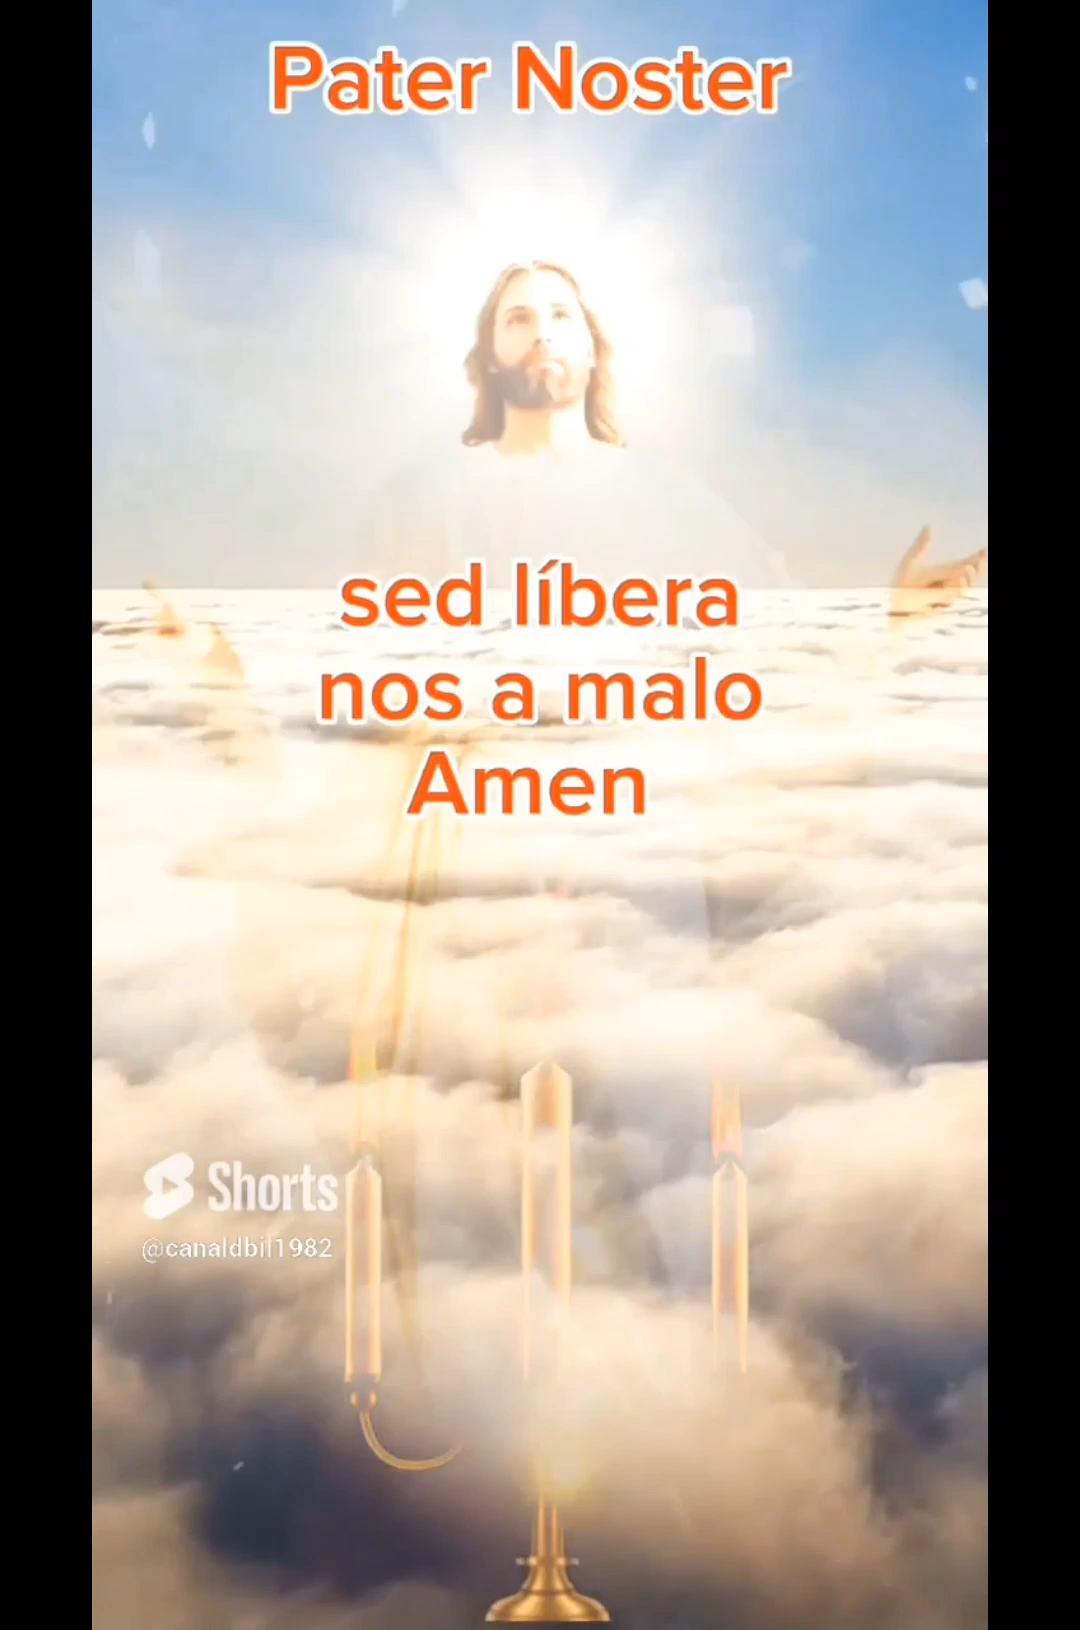 Pater Noster
sed líbera
nos a malo
Amen
Shorts
@canaldbil1982